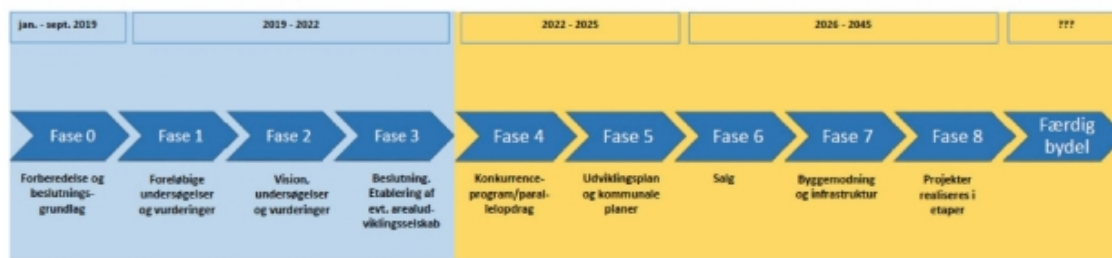 jan. - sept. 2019
2019 - 2022
2022 - 2025
2026 - 2045
???
Fase 0
Fase 1
Fase 2
Fase 3
Fase 4
Fase 5
Fase 6
Fase 7
Fase 8
Færdig
bydel
Forberedelse og
beslutnings-
grundlag
Foreløbige
undersøgelser
og vurderinger
Vision,
undersøgelser
og vurderinger
Beslutning.
Etablering af
evt. arealud-
viklingsselskab
Konkurrence-
program/paral-
lelopdrag
Udviklingsplan
og kommunale
planer
Salg
Byggemodning
og infrastruktur
Projekter
realiseres i
etaper